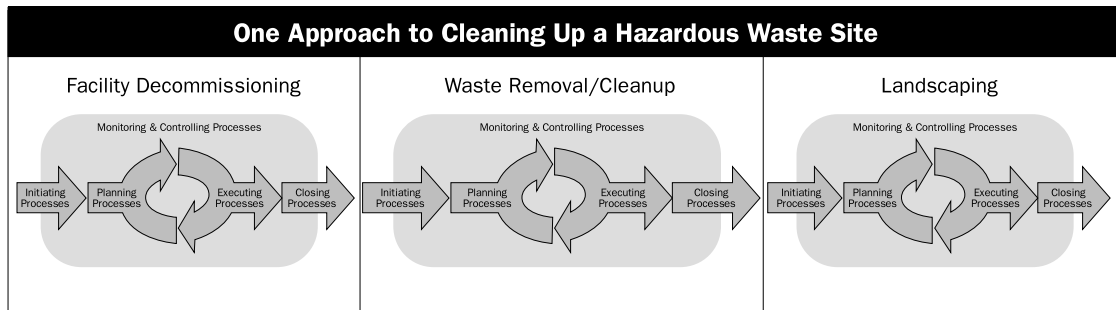 One Approach to Cleaning Up a Hazardous Waste Site
Facility Decommissioning
Monitoring & Controlling Processes
Initiating
Processes
Planning
Processes
Executing
Processes
Closing
Processes
Waste Removal/Cleanup
Monitoring & Controlling Processes
Initiating
Processes
Planning
Processes
Executing
Processes
Closing
Processes
Landscaping
Monitoring & Controlling Processes
Initiating
Processes
Planning
Processes
Executing
Processes
Closing
Processes